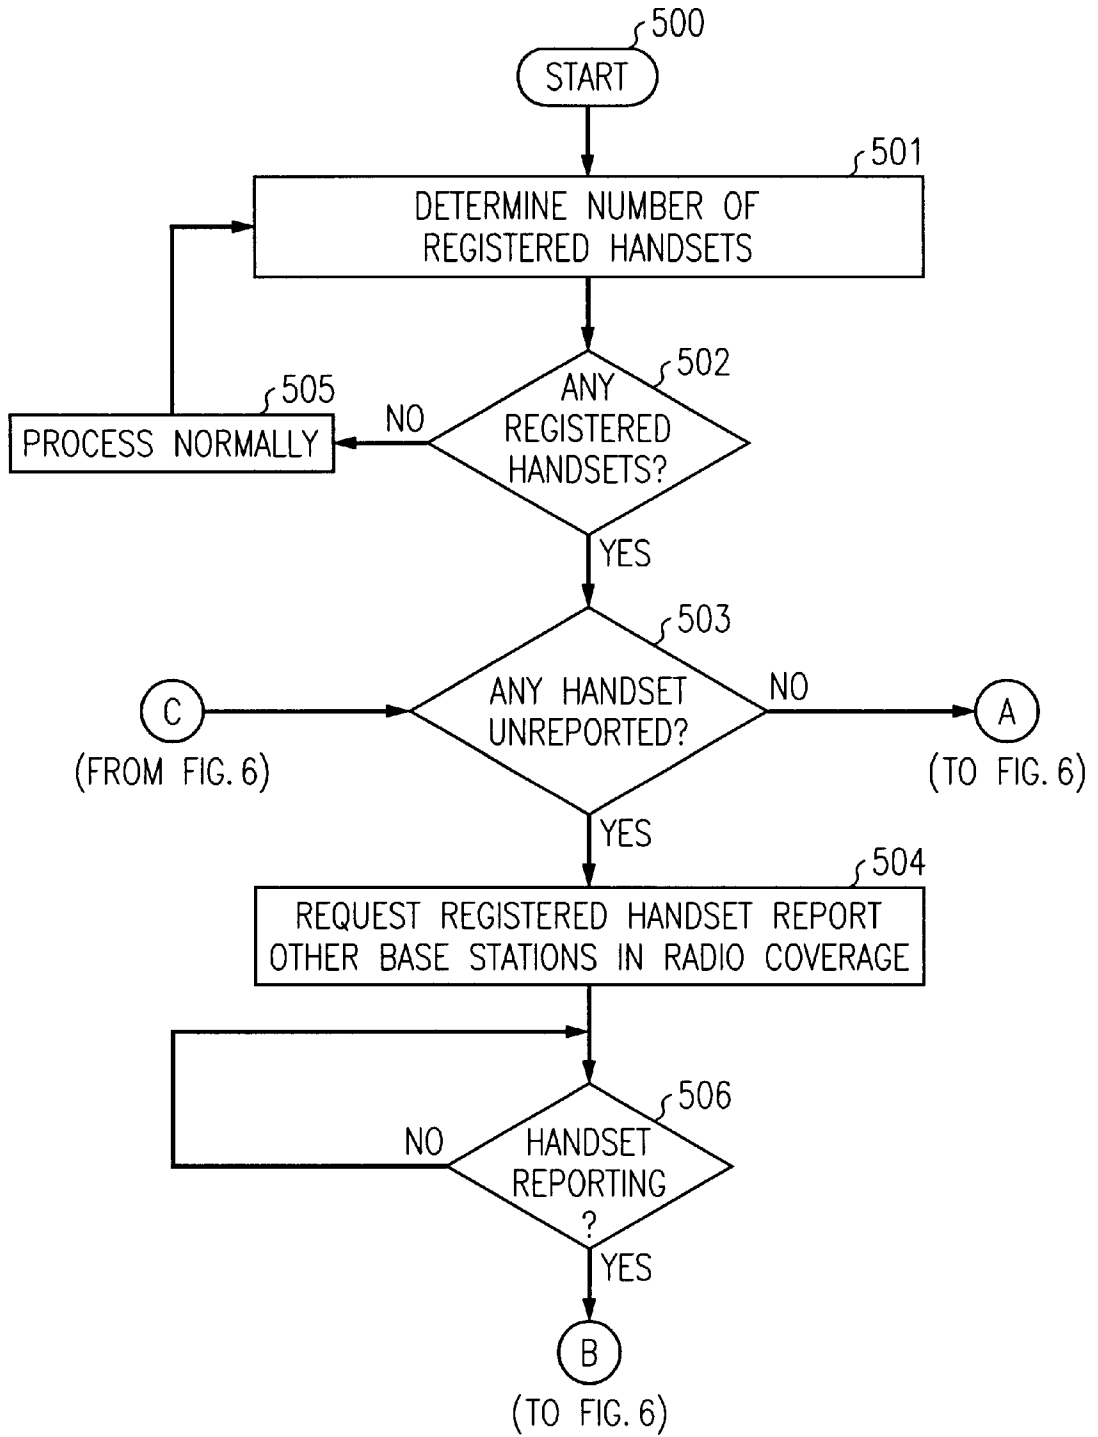 500
START
501
DETERMINE NUMBER OF
REGISTERED HANDSETS
502
ANY
REGISTERED
HANDSETS?
505
NO
PROCESS NORMALLY
YES
503
ANY HANDSET
UNREPORTED?
NO
C
A
(FROM FIG. 6)
(TO FIG. 6)
YES
504
REQUEST REGISTERED HANDSET REPORT
OTHER BASE STATIONS IN RADIO COVERAGE
506
NO
HANDSET
REPORTING
?
YES
B
(TO FIG. 6)